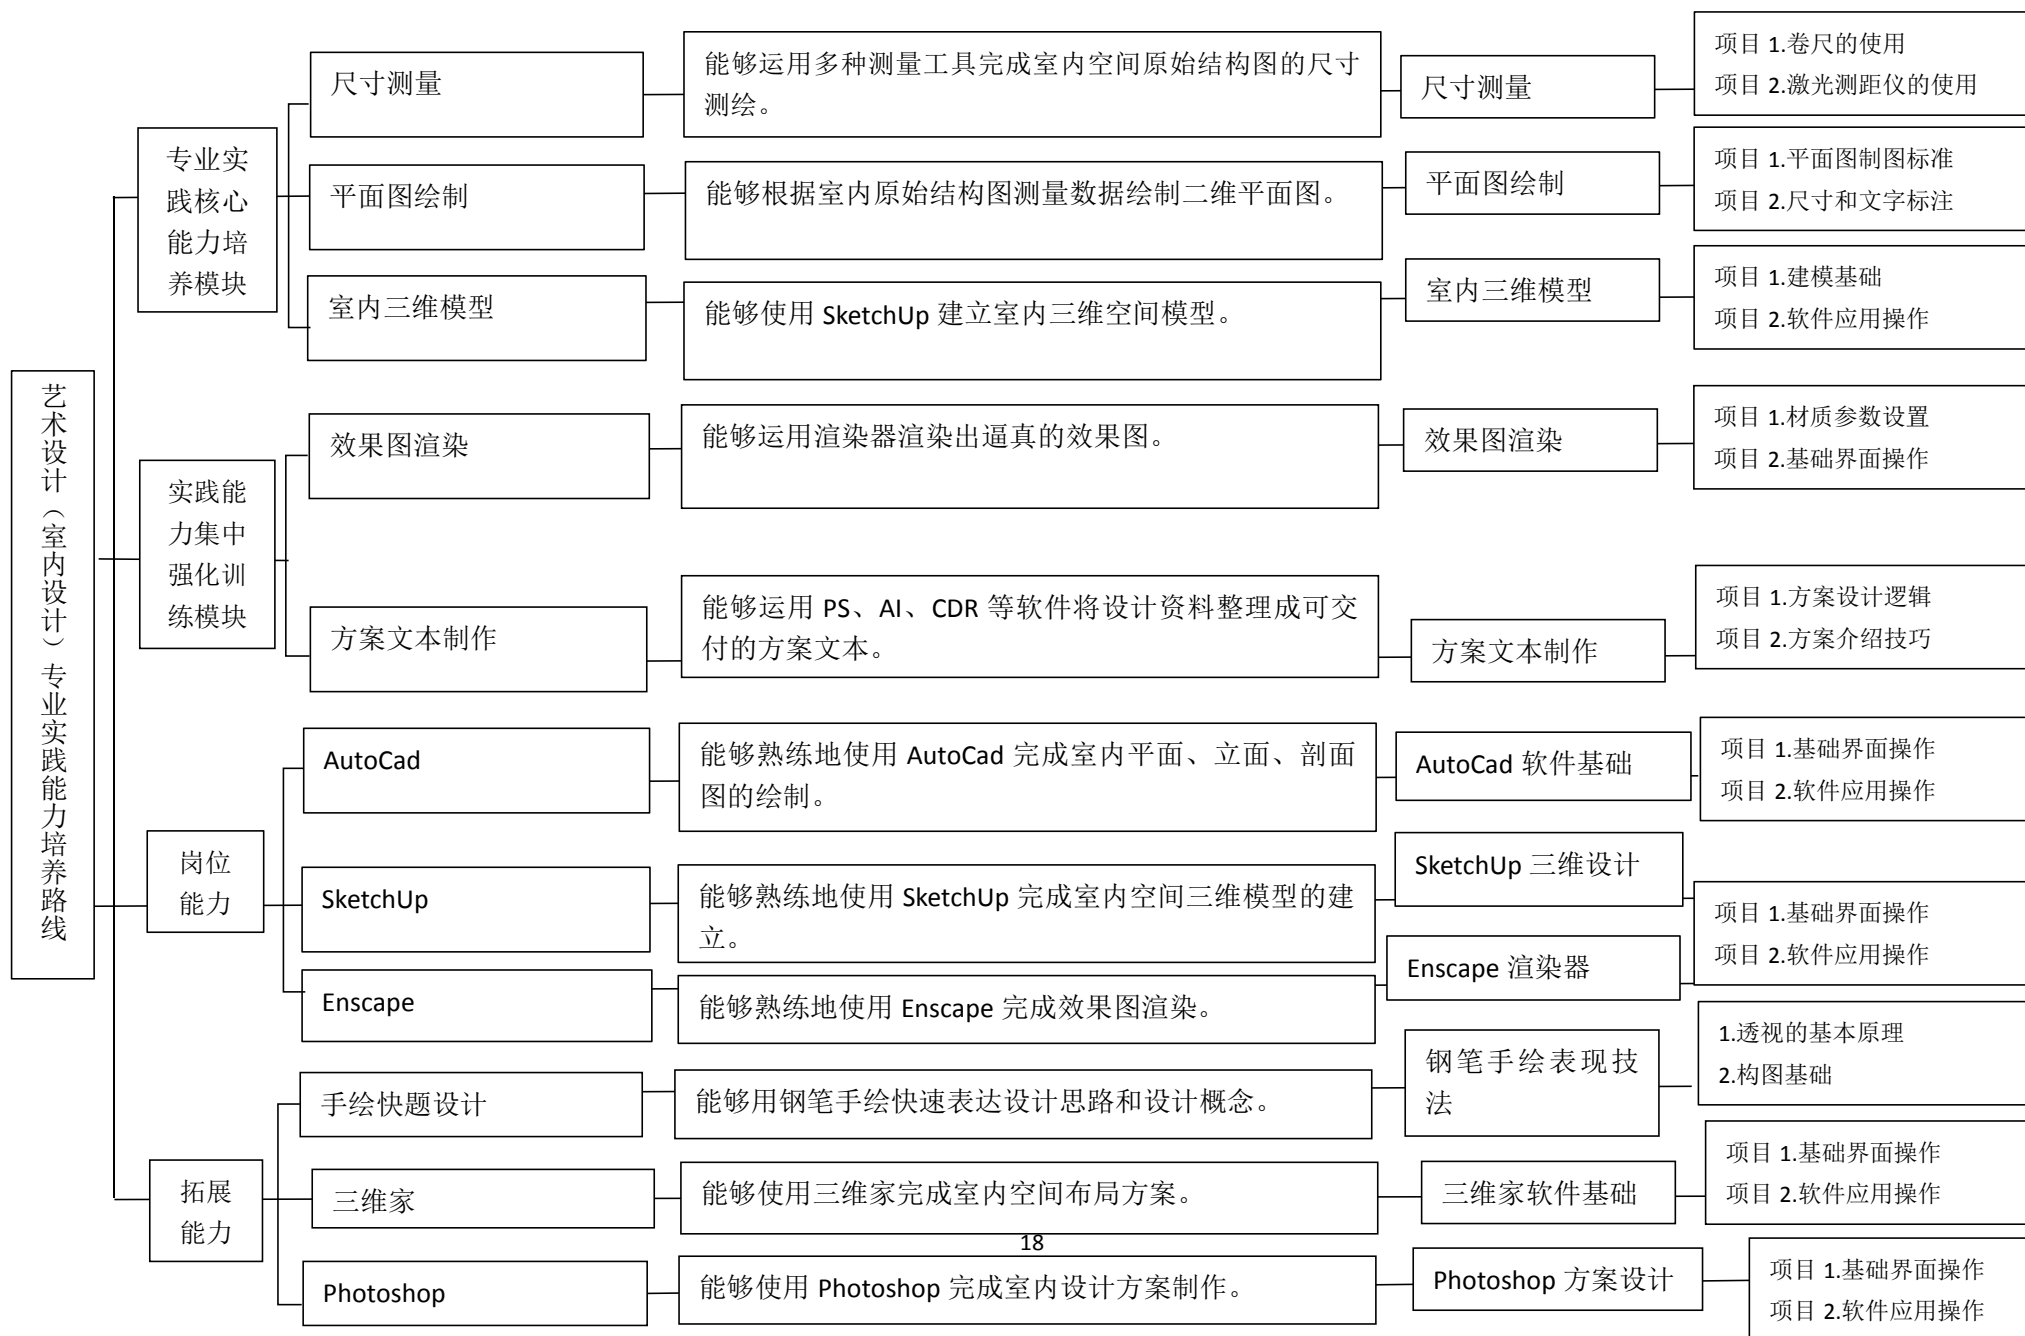 艺术设计（室内设计）专业实践能力培养路线
专业实
践核心
能力培
养模块
尺寸测量
能够运用多种测量工具完成室内空间原始结构图的尺寸
测绘。
尺寸测量
项目 1.卷尺的使用
项目 2.激光测距仪的使用
平面图绘制
能够根据室内原始结构图测量数据绘制二维平面图。
平面图绘制
项目 1.平面图制图标准
项目 2.尺寸和文字标注
室内三维模型
能够使用 SketchUp 建立室内三维空间模型。
室内三维模型
项目 1.建模基础
项目 2.软件应用操作
实践能
力集中
强化训
练模块
效果图渲染
能够运用渲染器渲染出逼真的效果图。
效果图渲染
项目 1.材质参数设置
项目 2.基础界面操作
方案文本制作
能够运用 PS、AI、CDR 等软件将设计资料整理成可交
付的方案文本。
方案文本制作
项目 1.方案设计逻辑
项目 2.方案介绍技巧
岗位
能力
AutoCad
能够熟练地使用 AutoCad 完成室内平面、立面、剖面
图的绘制。
AutoCad 软件基础
项目 1.基础界面操作
项目 2.软件应用操作
SketchUp
能够熟练地使用 SketchUp 完成室内空间三维模型的建
立。
SketchUp 三维设计
项目 1.基础界面操作
项目 2.软件应用操作
Enscape
能够熟练地使用 Enscape 完成效果图渲染。
Enscape 渲染器
拓展
能力
手绘快题设计
能够用钢笔手绘快速表达设计思路和设计概念。
钢笔手绘表现技
法
1.透视的基本原理
2.构图基础
三维家
能够使用三维家完成室内空间布局方案。
三维家软件基础
项目 1.基础界面操作
项目 2.软件应用操作
Photoshop
能够使用 Photoshop 完成室内设计方案制作。
Photoshop 方案设计
项目 1.基础界面操作
项目 2.软件应用操作
18